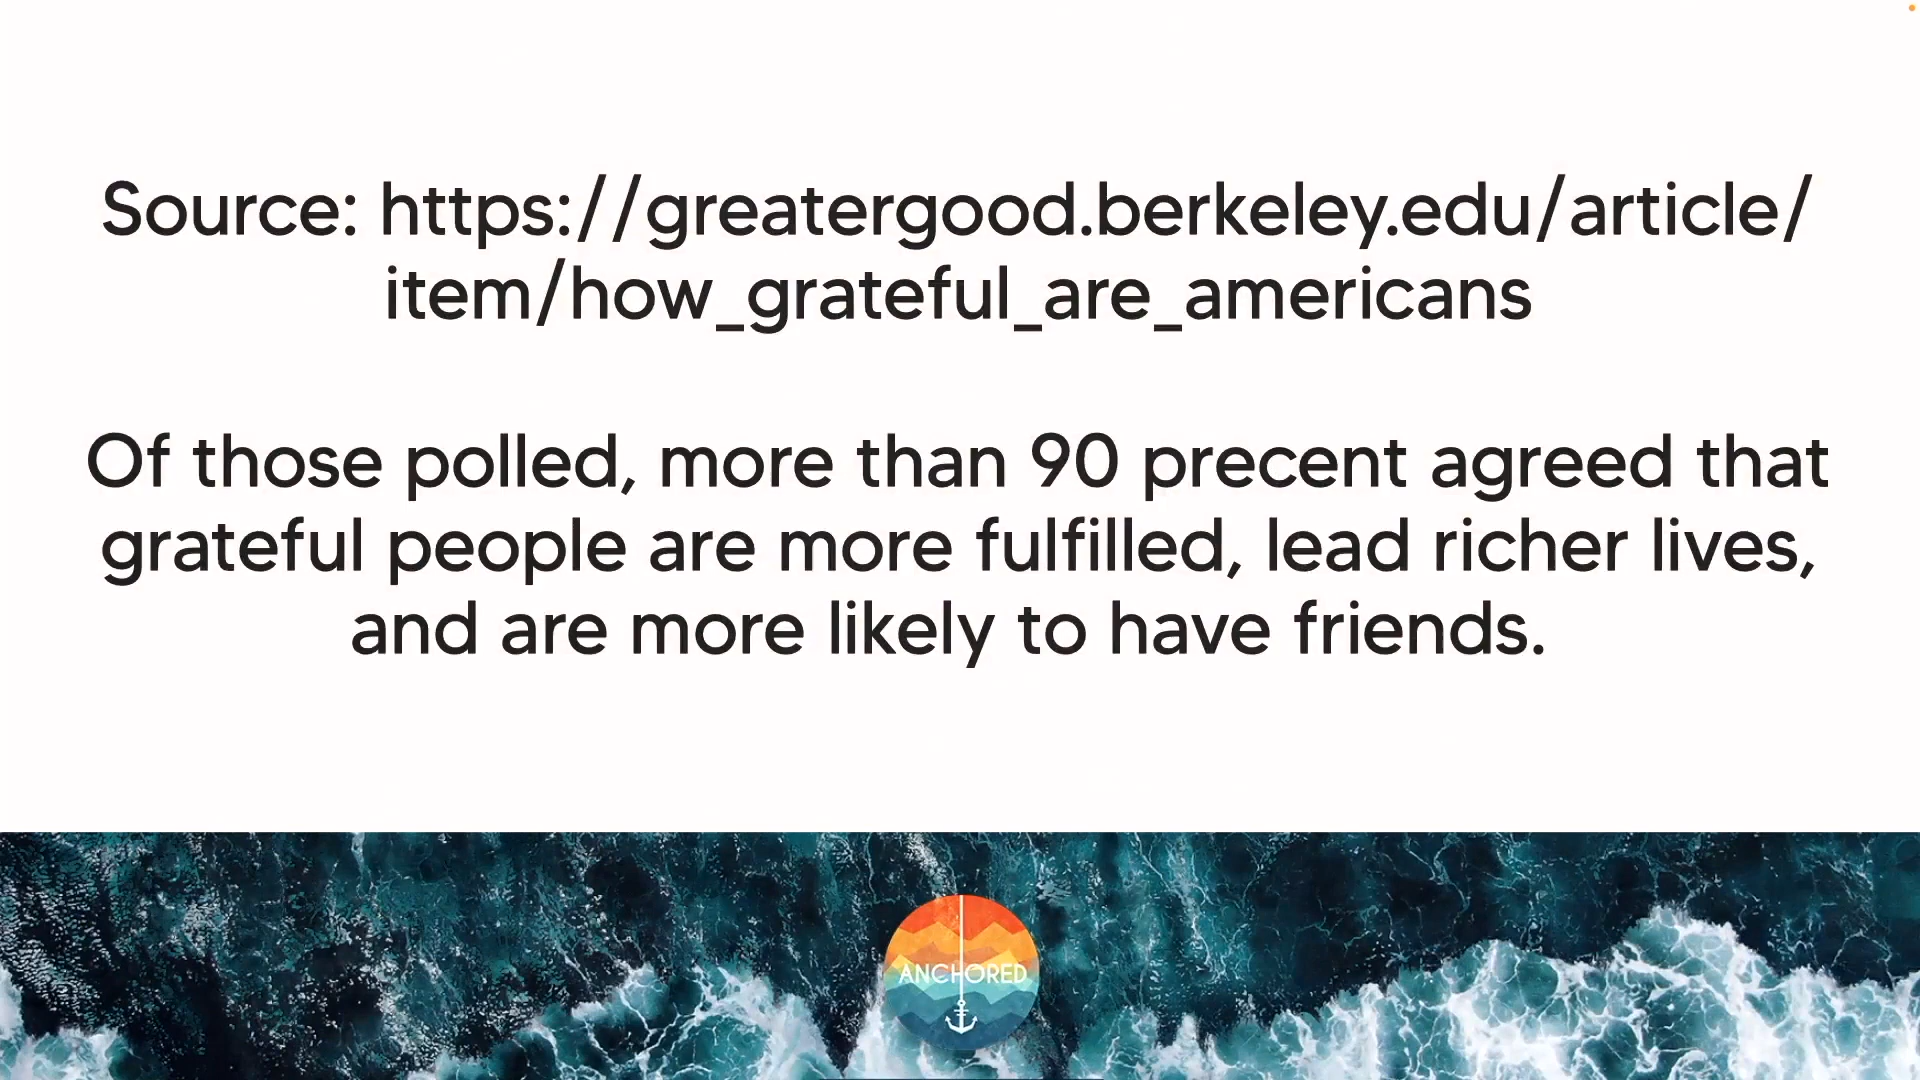 Source: https://greatergood.berkeley.edu/article/
item/how_grateful_are_americans
Of those polled, more than 90 precent agreed that
grateful people are more fulfilled, lead richer lives,
and are more likely to have friends.
ANCHORED